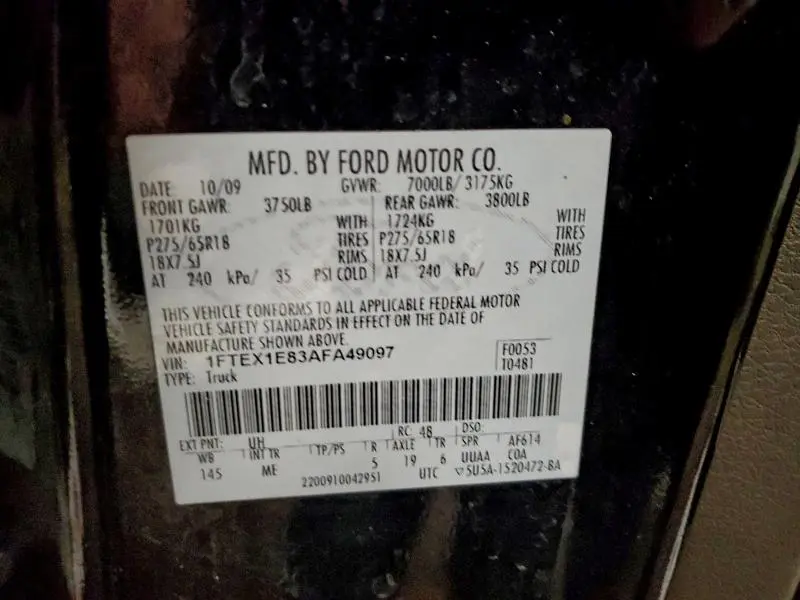 MFD. BY FORD MOTOR CO.
DATE: 10/09 GVWR: 7000LB/ 3175KG
FRONT GAWR: 3750LB REAR GAWR: 3800LB
1701KG WITH 1724KG WITH
P275/65R18 TIRES P275/65R18 TIRES
18X7.5J RIMS 18X7.5J RIMS
AT 240 kPa/ 35 PSI COLD AT 240 kPa/ 35 PSI COLD
THIS VEHICLE CONFORMS TO ALL APPLICABLE FEDERAL MOTOR
VEHICLE SAFETY STANDARDS IN EFFECT ON THE DATE OF
MANUFACTURE SHOWN ABOVE.
VIN: 1FTEX1E83AFA49097 F0053
TYPE: Truck T0481
EXT PNT: UH RC: 48 DSO:
WB INT TR TP/PS R AXLE TR SPR AF614
145 ME 5 19 6 UUAA COA
2200910042951 UTC 5U5A-1520472-BA